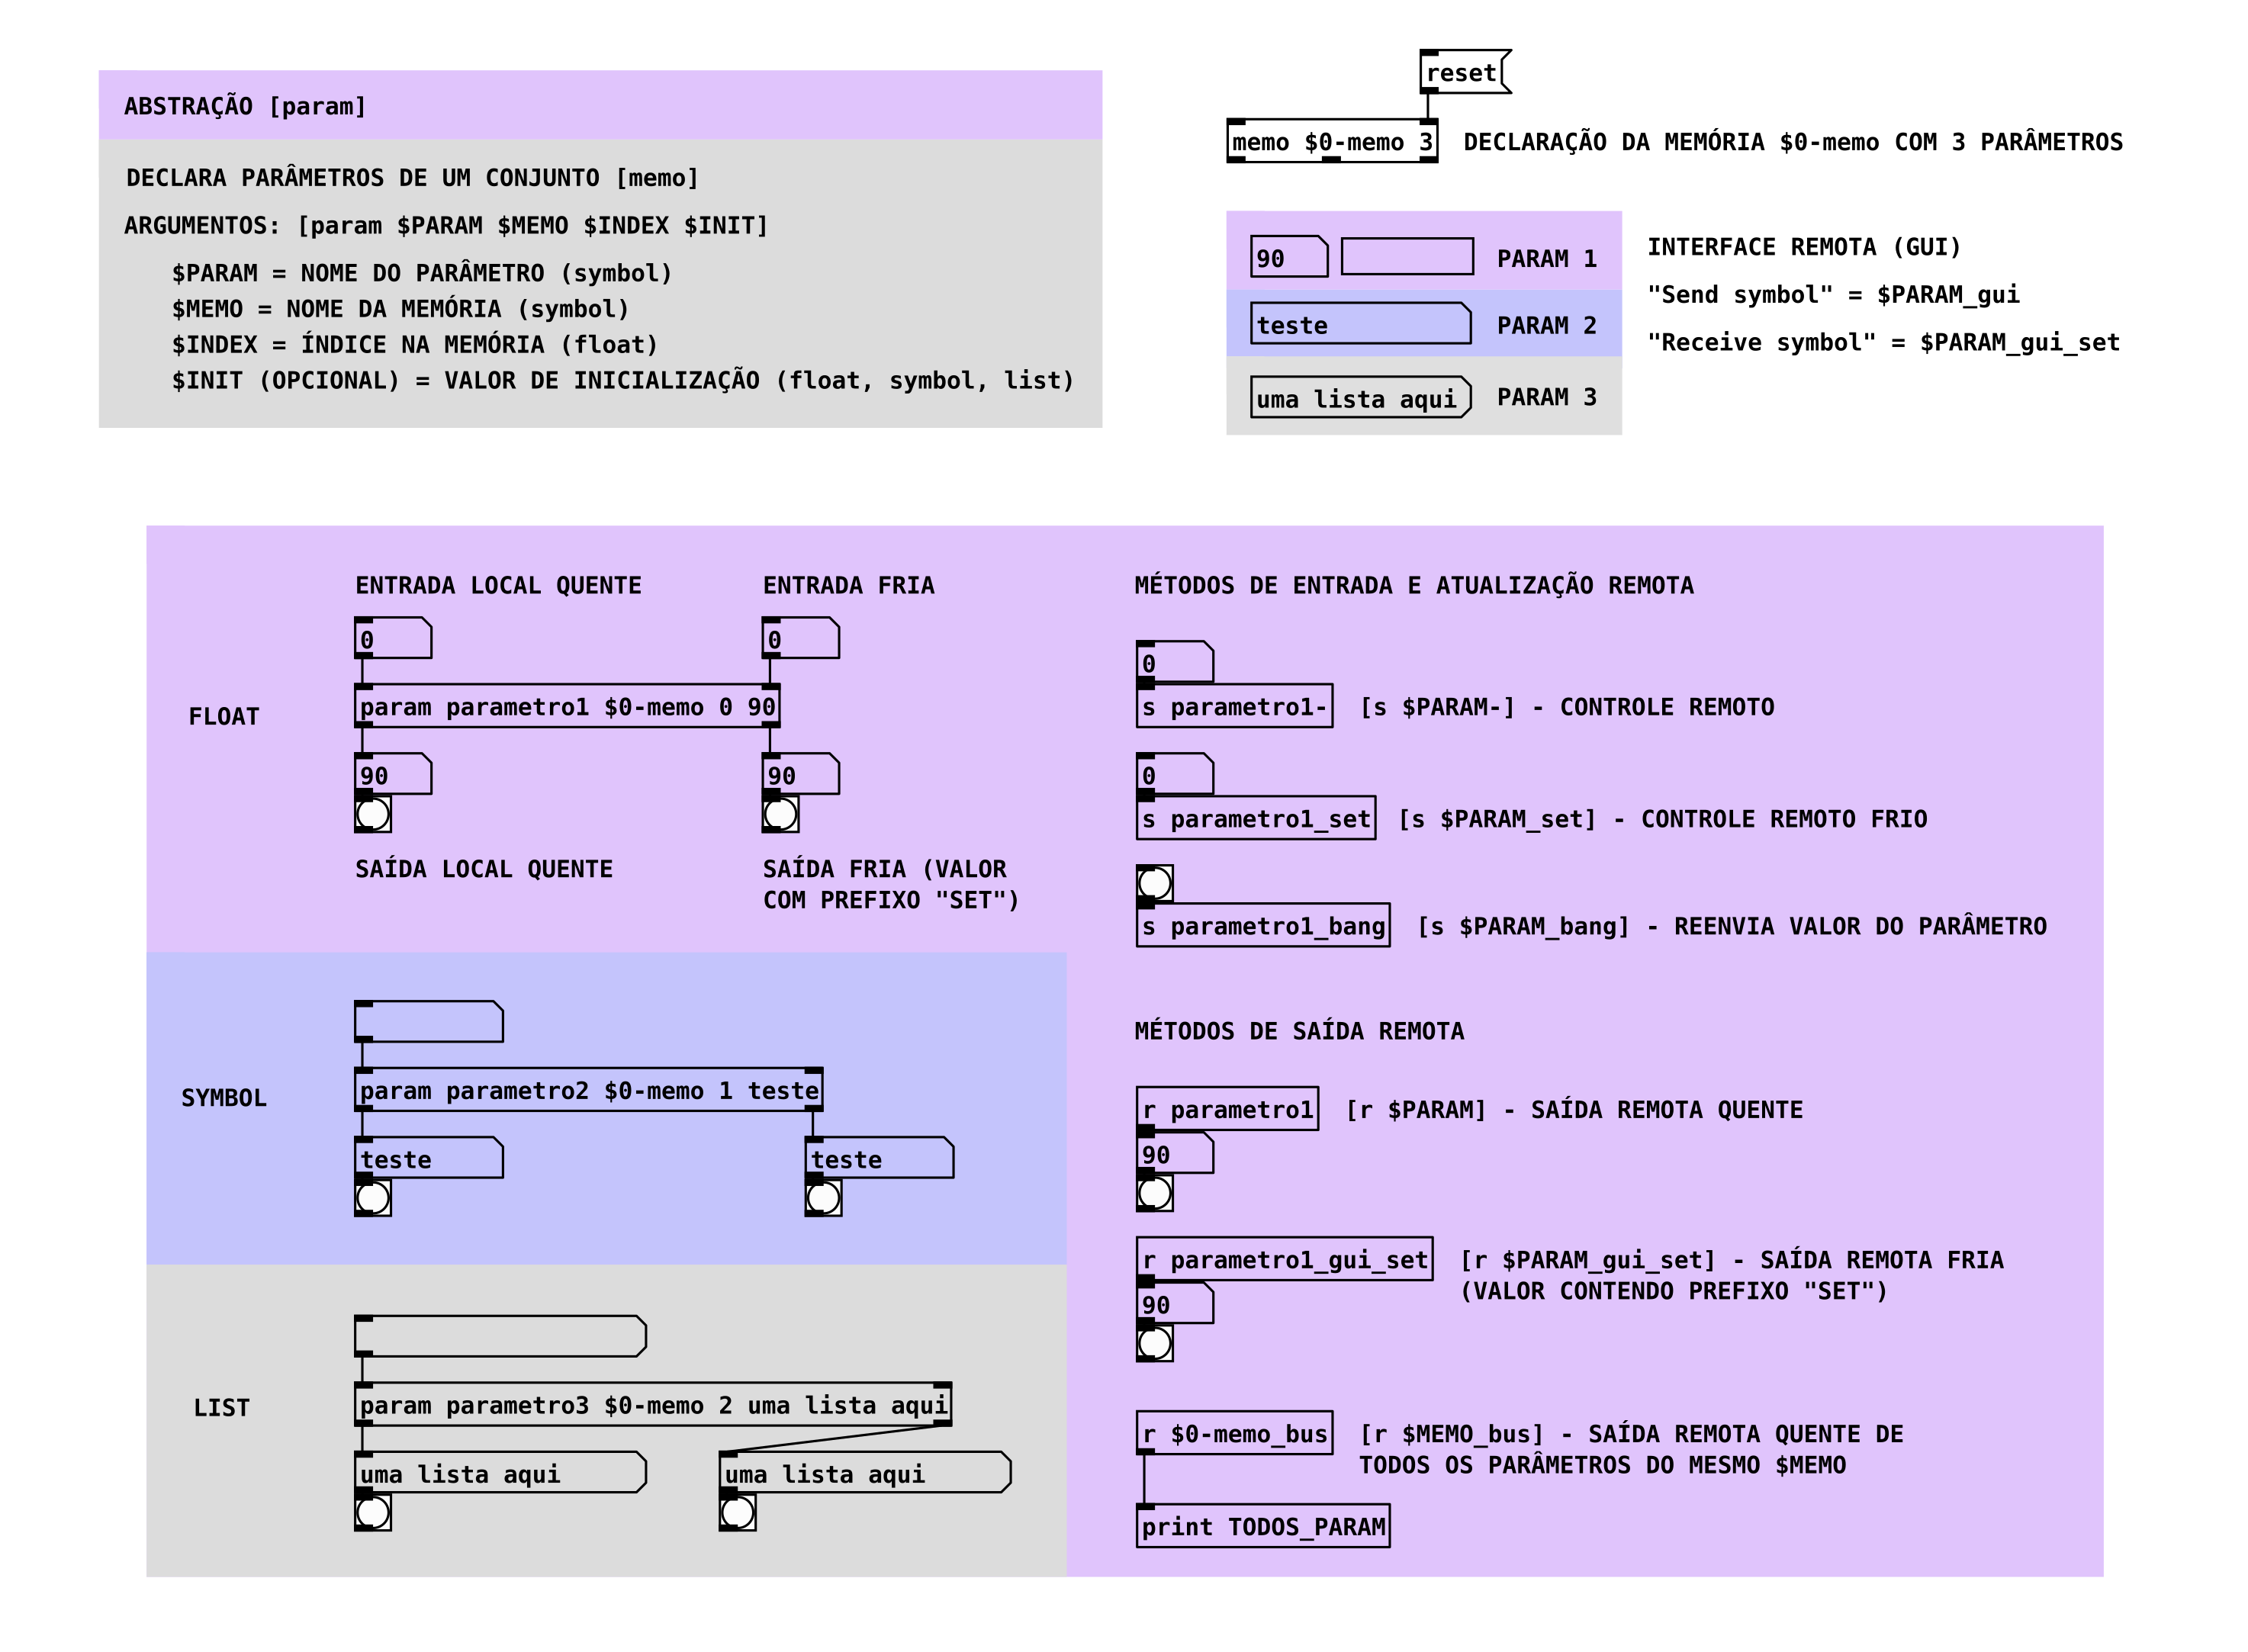 ABSTRAÇÃO [param]
DECLARA PARÂMETROS DE UM CONJUNTO [memo]
ARGUMENTOS: [param $PARAM $MEMO $INDEX $INIT]
$PARAM = NOME DO PARÂMETRO (symbol)
$MEMO = NOME DA MEMÓRIA (symbol)
$INDEX = ÍNDICE NA MEMÓRIA (float)
$INIT (OPCIONAL) = VALOR DE INICIALIZAÇÃO (float, symbol, list)
reset
memo $0-memo 3
DECLARAÇÃO DA MEMÓRIA $0-memo COM 3 PARÂMETROS
90
PARAM 1
teste
PARAM 2
uma lista aqui
PARAM 3
INTERFACE REMOTA (GUI)
"Send symbol" = $PARAM_gui
"Receive symbol" = $PARAM_gui_set
FLOAT
ENTRADA LOCAL QUENTE
ENTRADA FRIA
0
0
param parametro1 $0-memo 0 90
90
90
SAÍDA LOCAL QUENTE
SAÍDA FRIA (VALOR
COM PREFIXO "SET")
SYMBOL
param parametro2 $0-memo 1 teste
teste
teste
LIST
param parametro3 $0-memo 2 uma lista aqui
uma lista aqui
uma lista aqui
MÉTODOS DE ENTRADA E ATUALIZAÇÃO REMOTA
0
s parametro1-
[s $PARAM-] - CONTROLE REMOTO
0
s parametro1_set
[s $PARAM_set] - CONTROLE REMOTO FRIO
s parametro1_bang
[s $PARAM_bang] - REENVIA VALOR DO PARÂMETRO
MÉTODOS DE SAÍDA REMOTA
r parametro1
[r $PARAM] - SAÍDA REMOTA QUENTE
90
r parametro1_gui_set
[r $PARAM_gui_set] - SAÍDA REMOTA FRIA
(VALOR CONTENDO PREFIXO "SET")
90
r $0-memo_bus
[r $MEMO_bus] - SAÍDA REMOTA QUENTE DE
TODOS OS PARÂMETROS DO MESMO $MEMO
print TODOS_PARAM